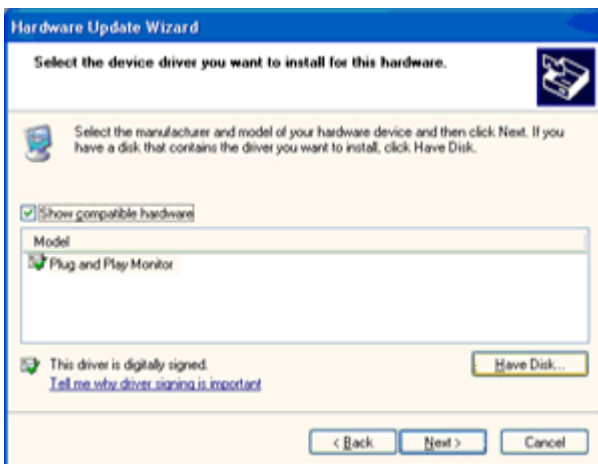 Hardware Update Wizard
Select the device driver you want to install for this hardware.
Select the manufacturer and model of your hardware device and then click Next. If you
have a disk that contains the driver you want to install, click Have Disk.
Show compatible hardware
Model
Plug and Play Monitor
This driver is digitally signed.
Have Disk...
Tell me why driver signing is important
< Back
Next >
Cancel